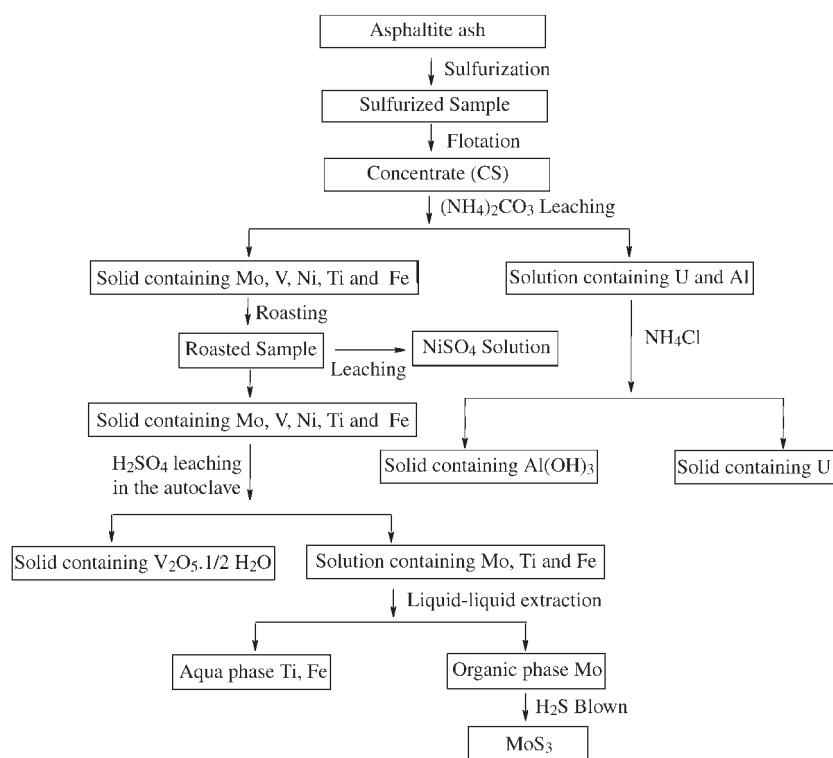 Asphaltite ash
Sulfurization
Sulfurized Sample
Flotation
Concentrate (CS)
(NH₄)₂CO₃ Leaching
Solid containing Mo, V, Ni, Ti and Fe
Solution containing U and Al
Roasting
NH₄Cl
Roasted Sample
Leaching
NiSO₄ Solution
Solid containing Mo, V, Ni, Ti and Fe
Solid containing Al(OH)₃
Solid containing U
H₂SO₄ leaching
in the autoclave
Solid containing V₂O₅.1/2 H₂O
Solution containing Mo, Ti and Fe
Liquid-liquid extraction
Aqua phase Ti, Fe
Organic phase Mo
H₂S Blown
MoS₃